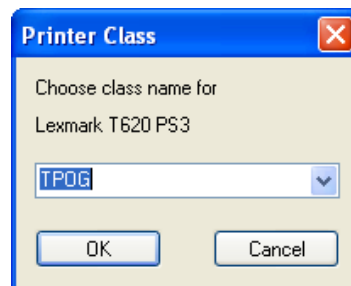 Printer Class
Choose class name for
Lexmark T620 PS3
TPOG
OK
Cancel